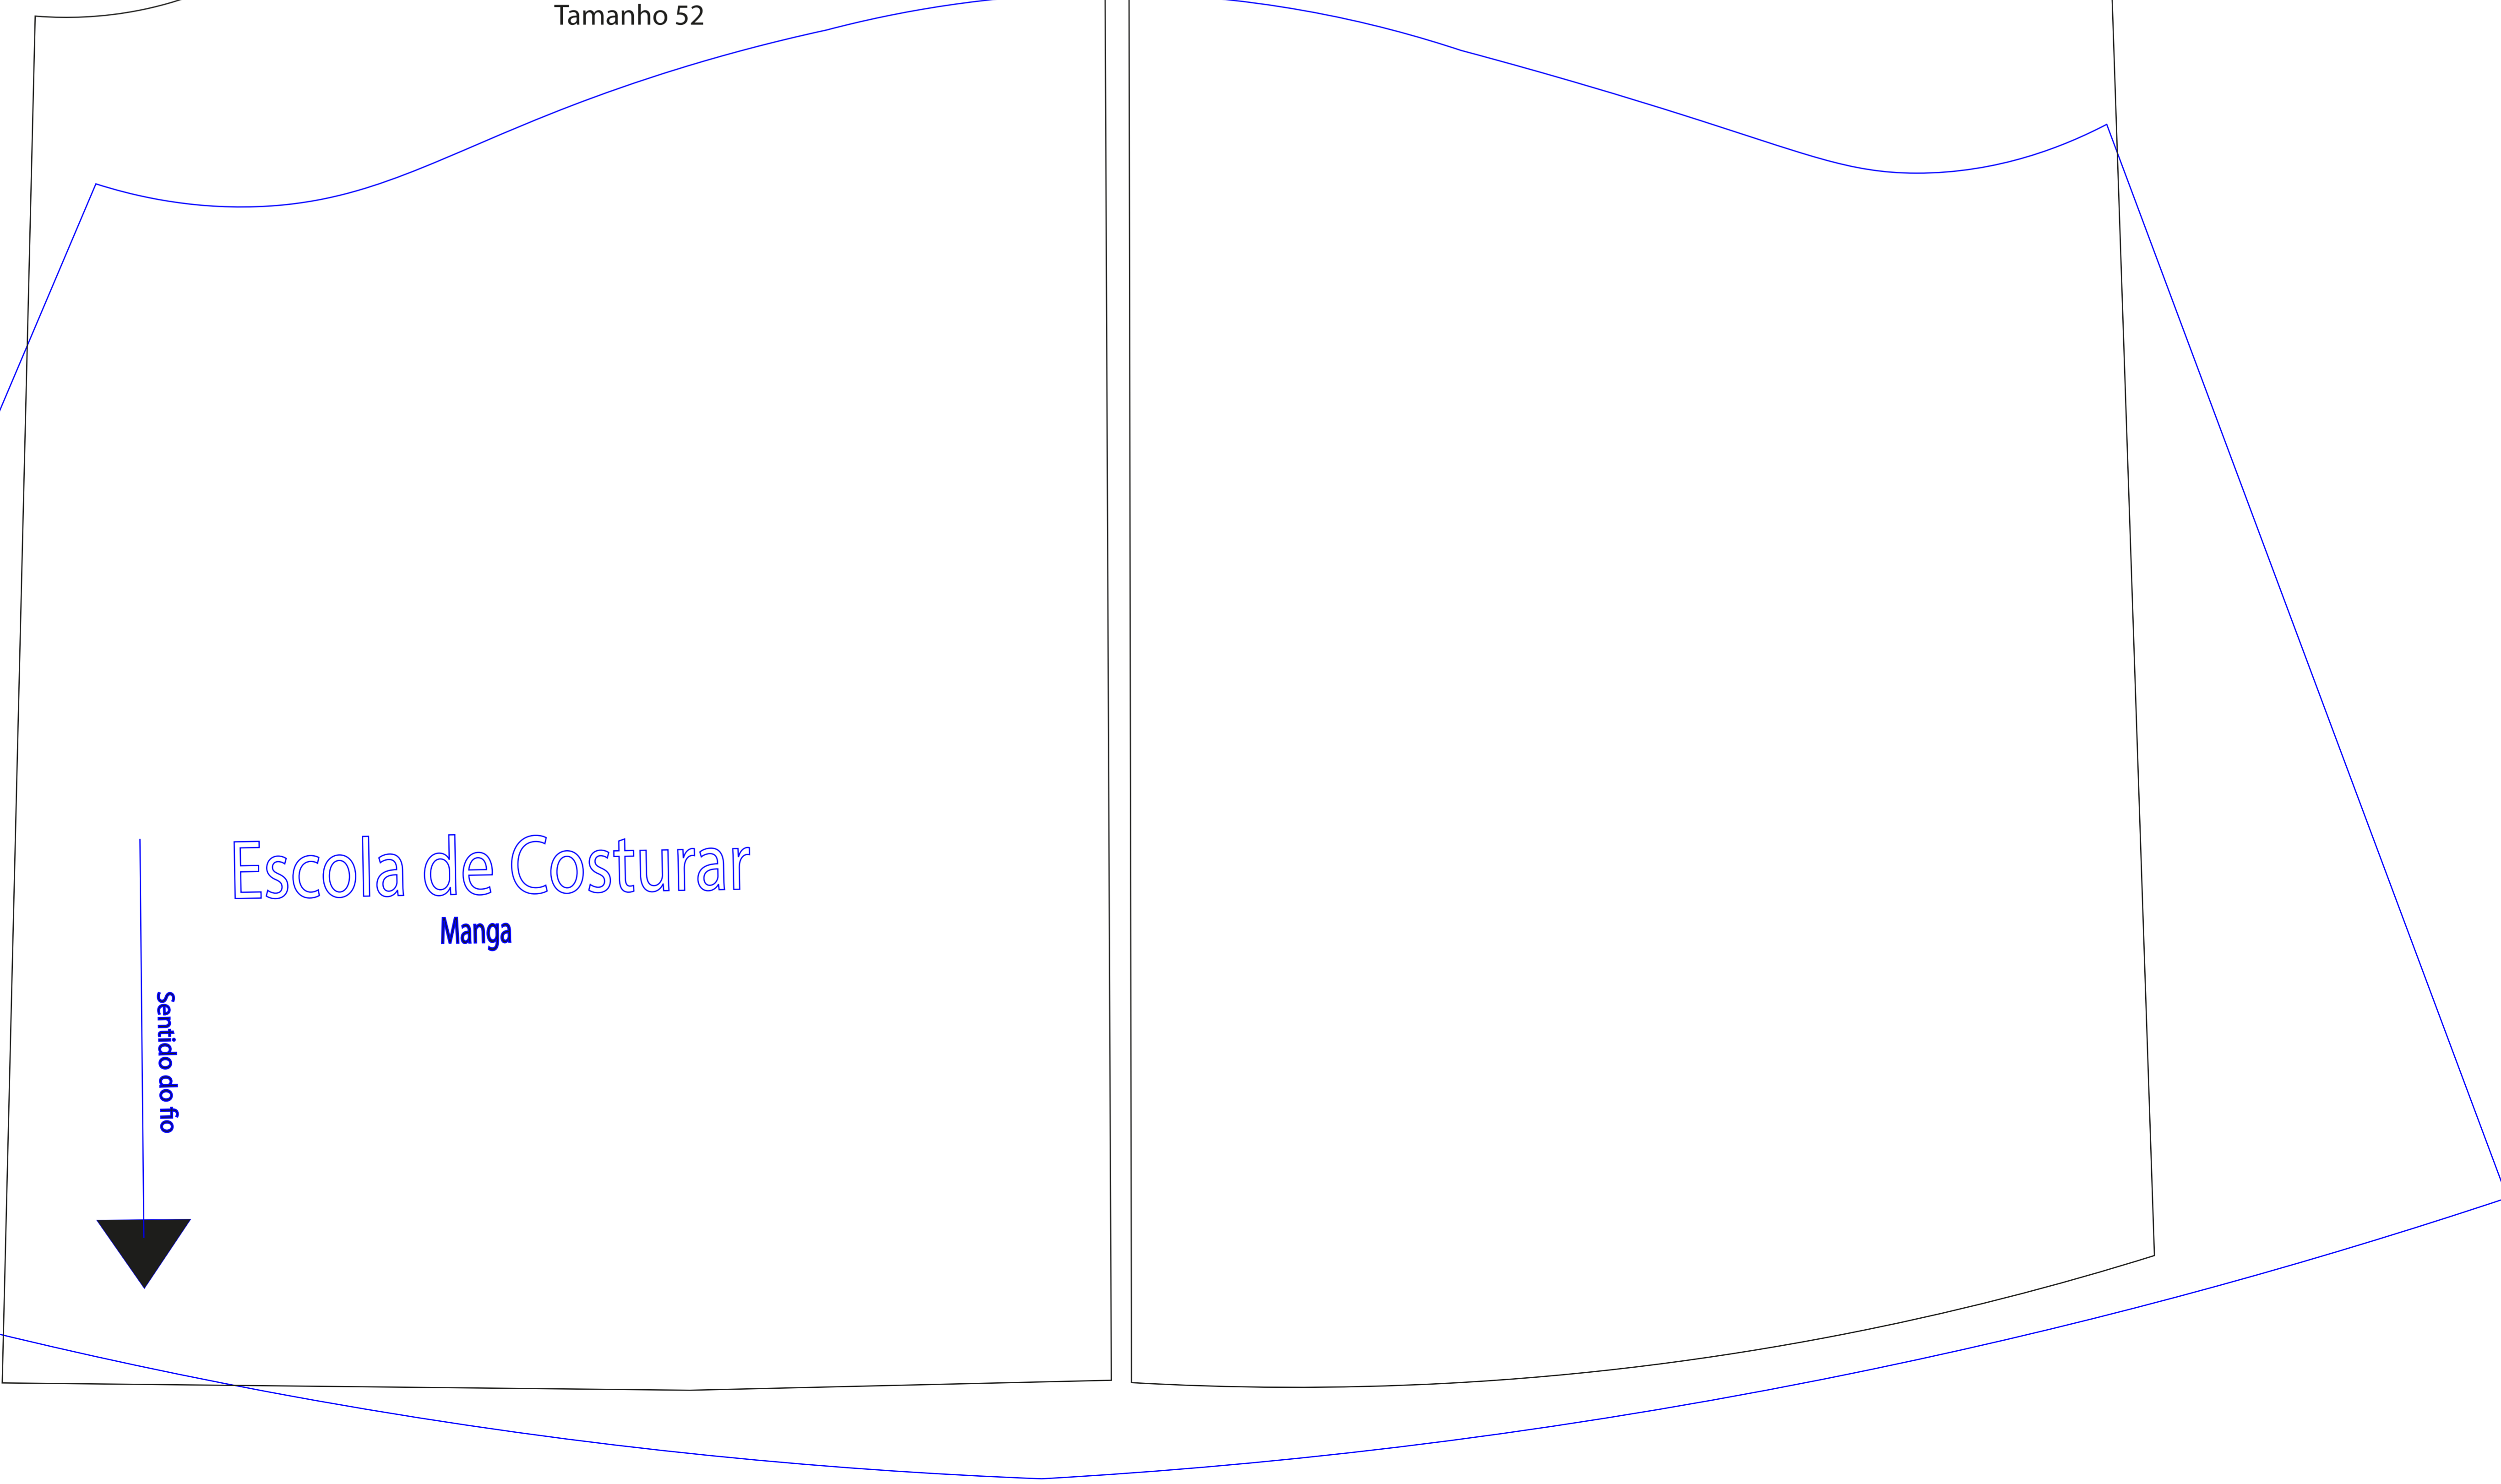 Tamanho 52
Escola de Costurar
Manga
Sentido do fio